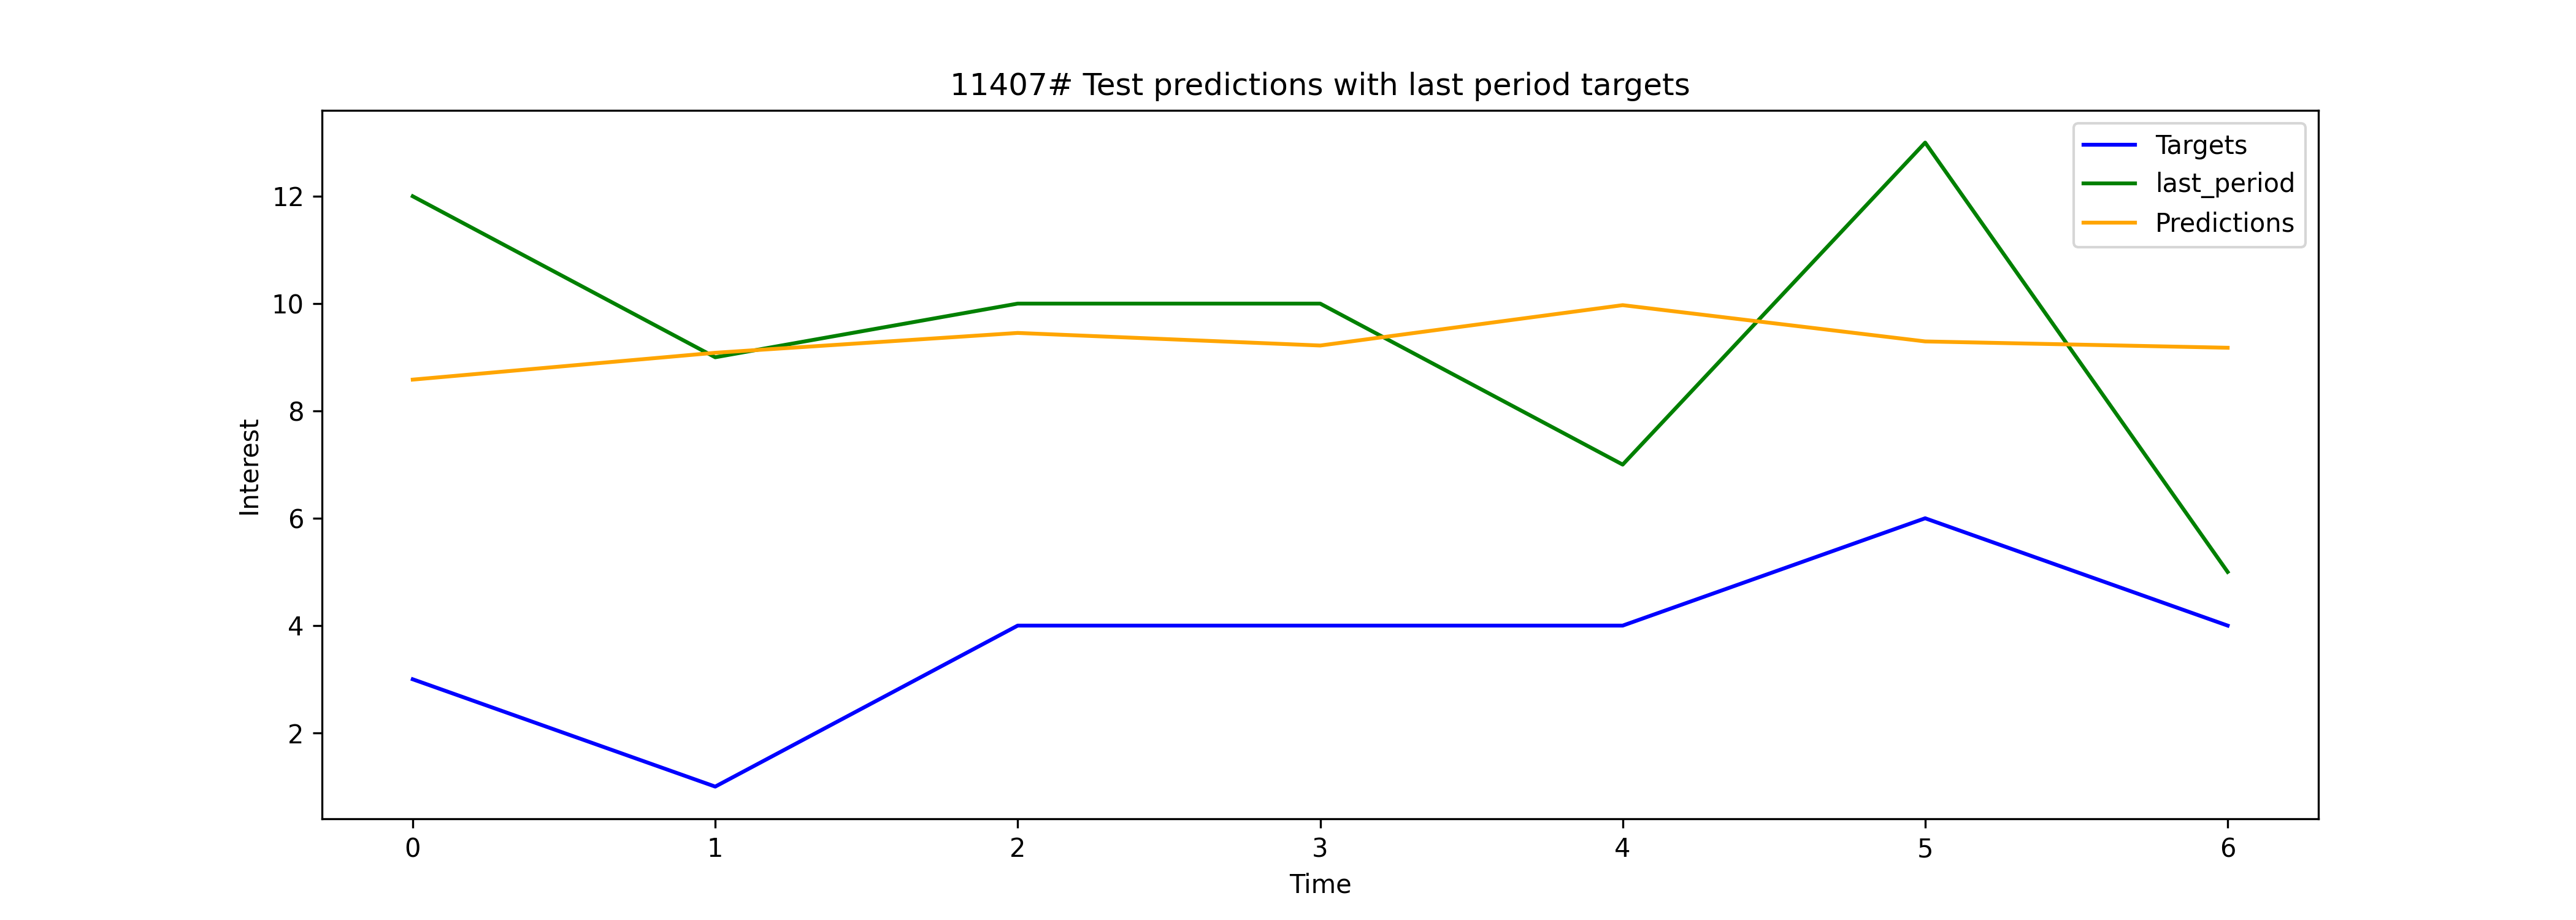 11407# Test predictions with last period targets
Targets
last_period
Predictions
12
10
8
6
4
2
Interest
0 1 2 3 4 5 6
Time